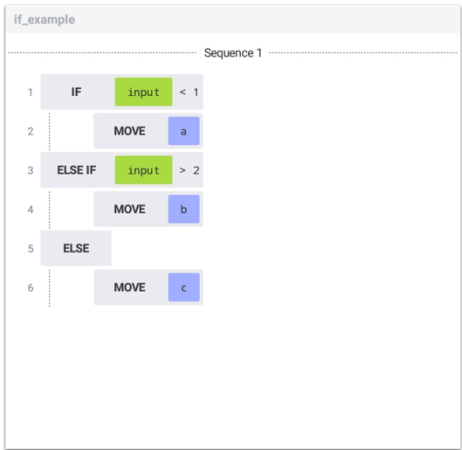 if_example
Sequence 1
1 IF input < 1
2 MOVE a
3 ELSE IF input > 2
4 MOVE b
5 ELSE
6 MOVE c